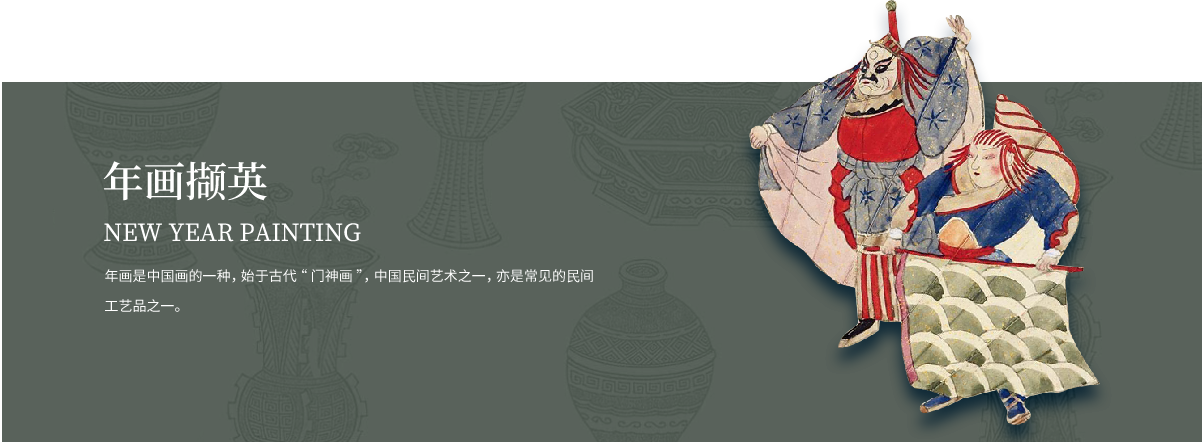 年画撷英
NEW YEAR PAINTING
年画是中国画的一种，始于古代“门神画”，中国民间艺术之一，亦是常见的民间
工艺品之一。